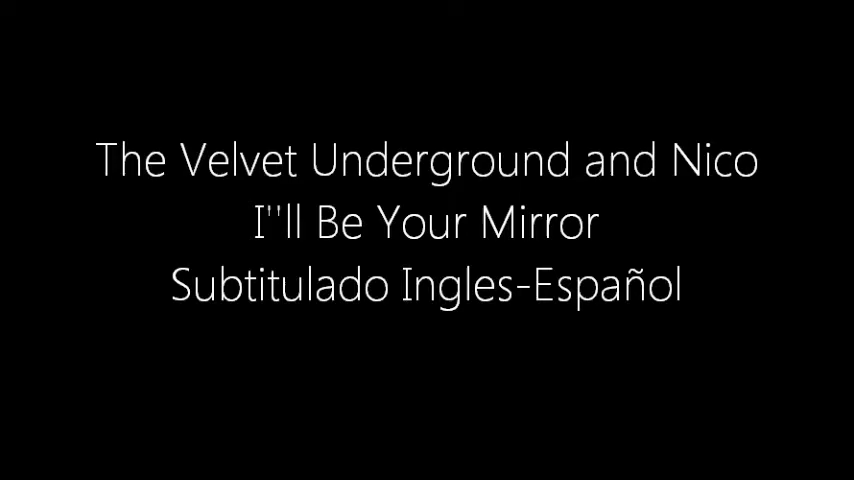 The Velvet Underground and Nico
I''ll Be Your Mirror
Subtitulado Ingles-Español